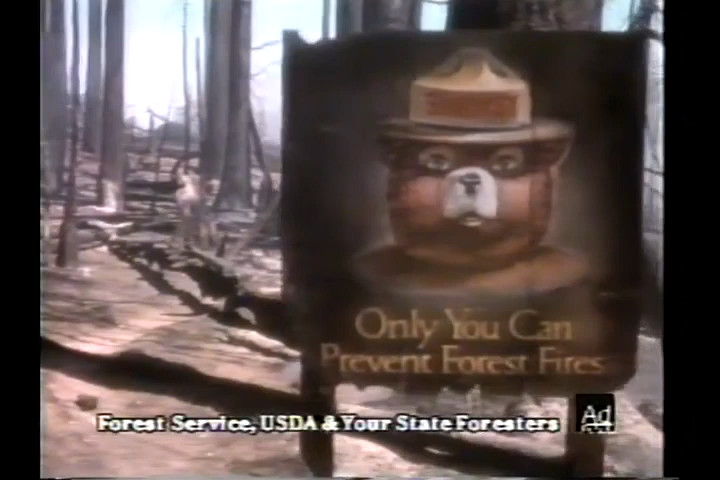 Only You Can
Prevent Forest Fires
Forest Service, USDA & Your State Foresters
Ad